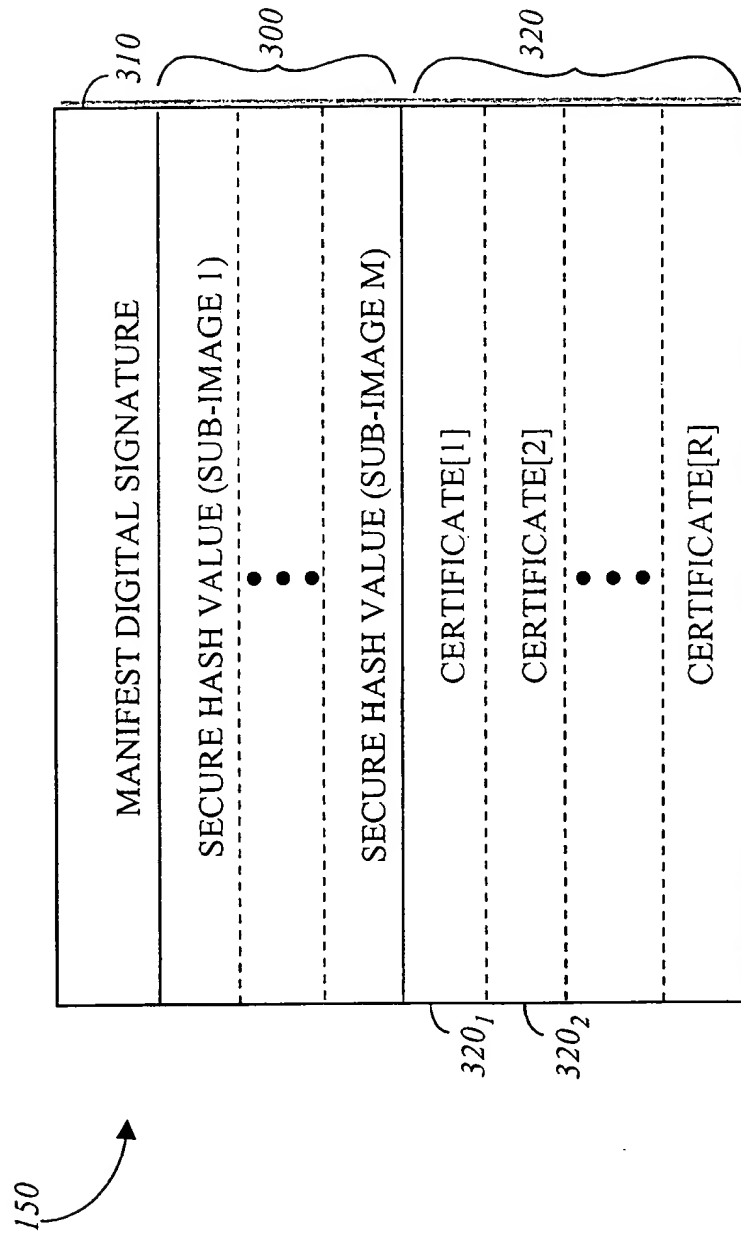 150
MANIFEST DIGITAL SIGNATURE
310
SECURE HASH VALUE (SUB-IMAGE 1)
300
SECURE HASH VALUE (SUB-IMAGE M)
CERTIFICATE[1]
320₁
320
CERTIFICATE[2]
320₂
CERTIFICATE[R]